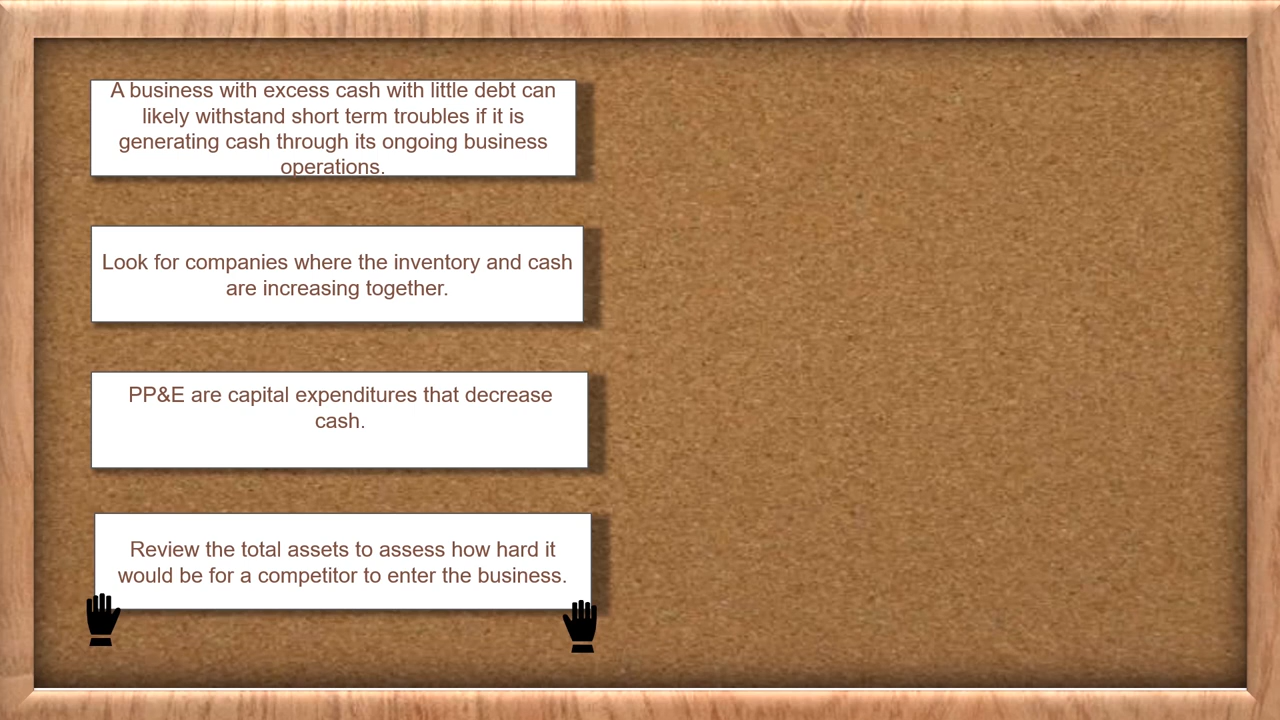 A business with excess cash with little debt can
likely withstand short term troubles if it is
generating cash through its ongoing business
operations.
Look for companies where the inventory and cash
are increasing together.
PP&E are capital expenditures that decrease
cash.
Review the total assets to assess how hard it
would be for a competitor to enter the business.